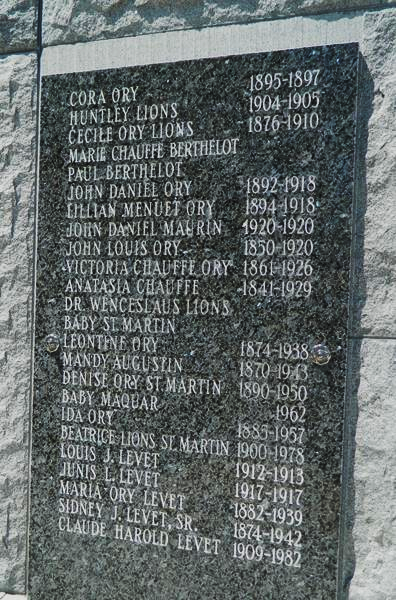 CORA ORY 1895-1897
HUNTLEY LIONS 1904-1905
CECILE ORY LIONS 1876-1910
MARIE CHAUFFE BERTHELOT
PAUL BERTHELOT
JOHN DANIEL ORY 1892-1918
LILLIAN MENUET ORY 1894-1918
JOHN DANIEL MAURIN 1920-1920
JOHN LOUIS ORY 1850-1920
VICTORIA CHAUFFE ORY 1861-1926
ANATASIA CHAUFFE 1841-1929
DR. WENCESLAUS LIONS
BABY ST. MARTIN
LEONTINE ORY 1874-1938
MANDY AUGUSTIN 1870-1943
DENISE ORY ST. MARTIN 1890-1950
BABY MAQUAR 1962
IDA ORY 1885-1957
BEATRICE LIONS ST. MARTIN 1900-1978
LOUIS J. LEVET 1912-1913
JUNIS L. LEVET 1917-1917
MARIA ORY LEVET 1882-1939
SIDNEY J. LEVET, SR. 1874-1942
CLAUDE HAROLD LEVET 1909-1982